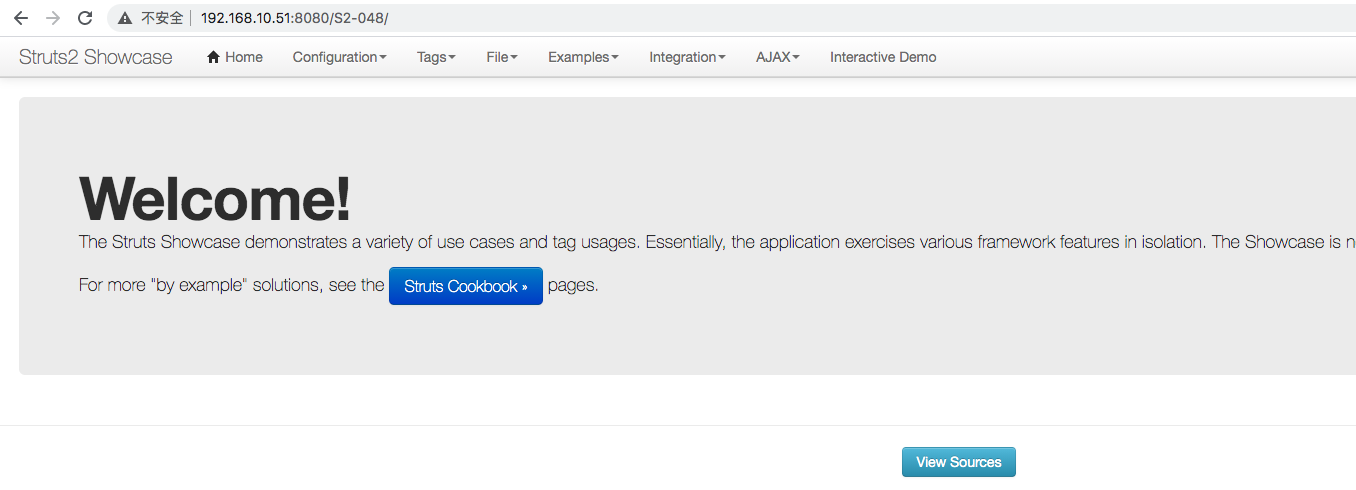 不安全 192.168.10.51:8080/S2-048/
Struts2 Showcase Home Configuration Tags File Examples Integration AJAX Interactive Demo
Welcome!
The Struts Showcase demonstrates a variety of use cases and tag usages. Essentially, the application exercises various framework features in isolation. The Showcase is n
For more "by example" solutions, see the Struts Cookbook » pages.
View Sources